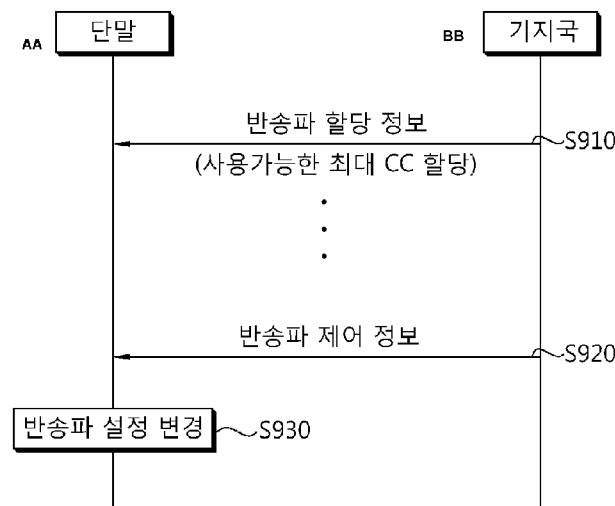 AA
단말
BB
기지국
반송파 할당 정보
S910
(사용가능한 최대 CC 할당)
반송파 제어 정보
S920
반송파 설정 변경
S930